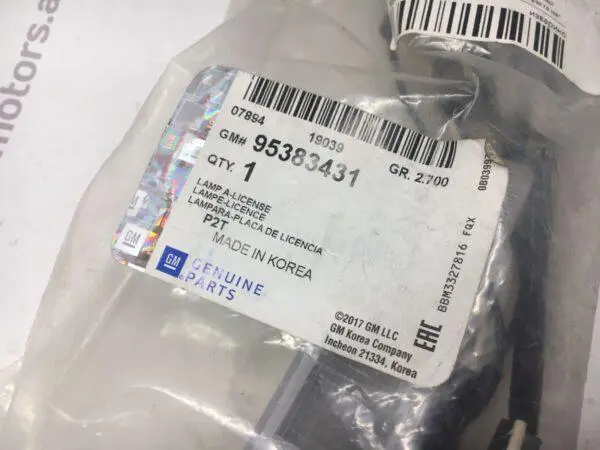 motors.a
07894
19039
GM# 95383431
GR. 2.700
QTY. 1
LAMP A-LICENSE
LAMPE-LICENCE
LAMPARA-PLACA DE LICENCIA
P2T
MADE IN KOREA
GM
GENUINE
PARTS
©2017 GM LLC
GM Korea Company
Incheon 21334, Korea
EAC
BBM3327816 FQX